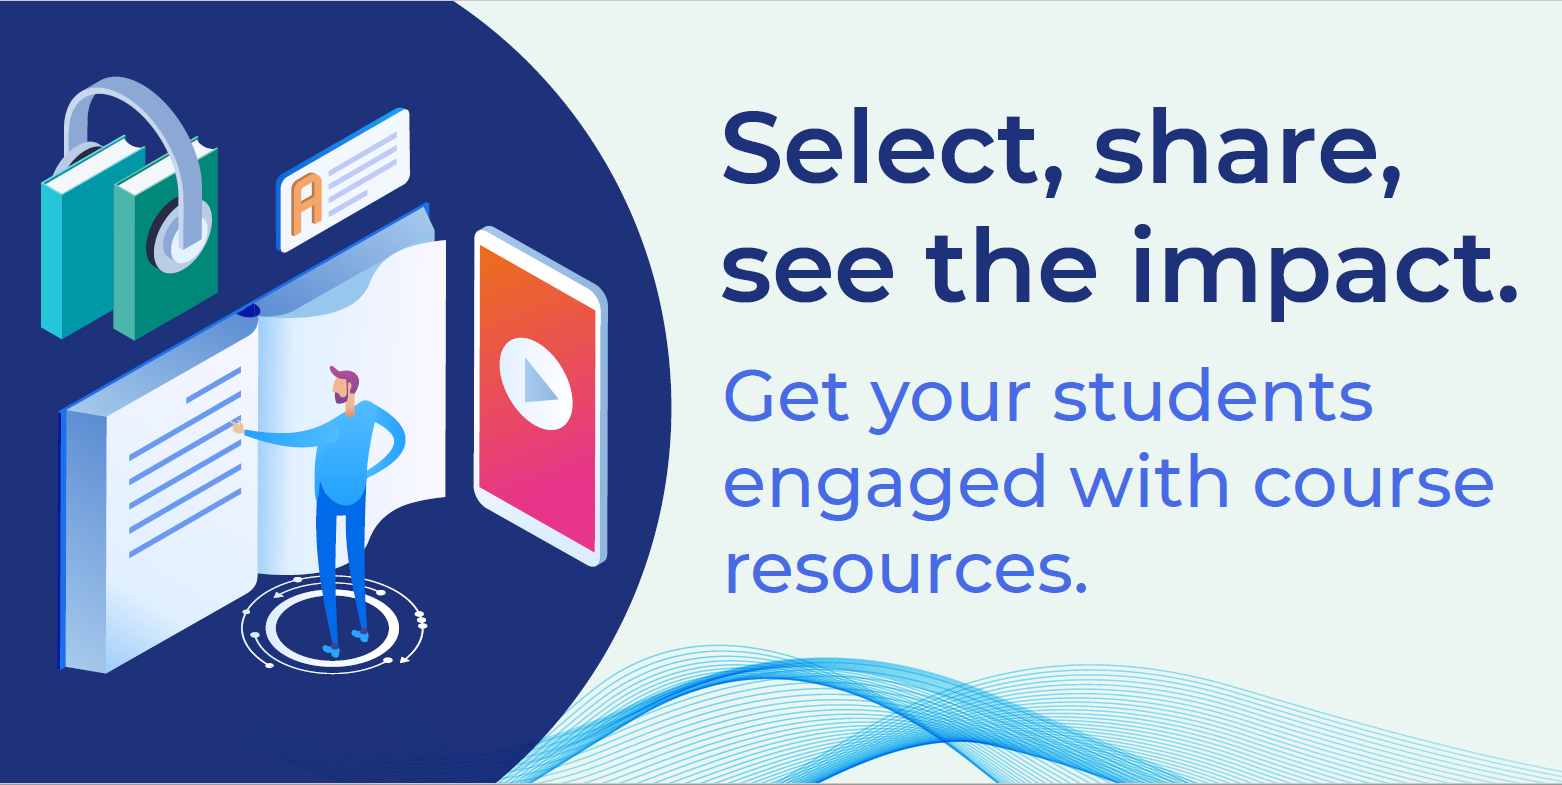 A
Select, share,
see the impact.
Get your students
engaged with course
resources.